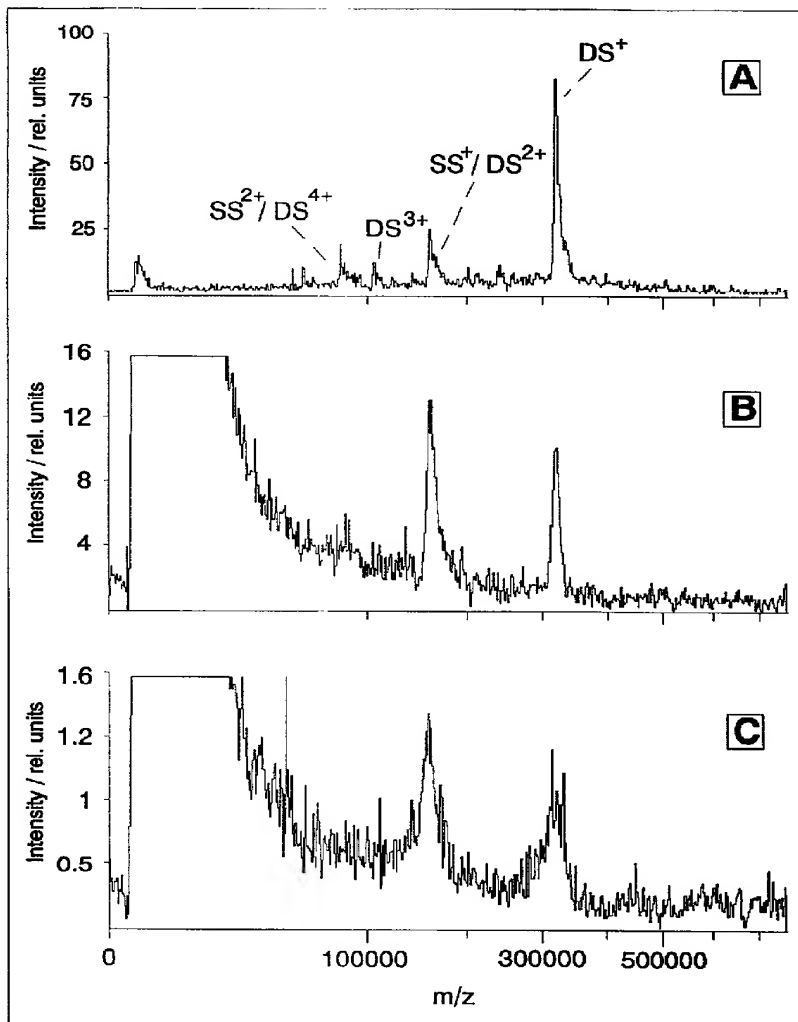 100
75
50
25
Intensity / rel. units
SS2+/ DS4+
DS3+
SS+/ DS2+
DS+
A
16
12
8
4
Intensity / rel. units
B
1.6
1.2
1
0.5
Intensity / rel. units
C
0 100000 300000 500000
m/z